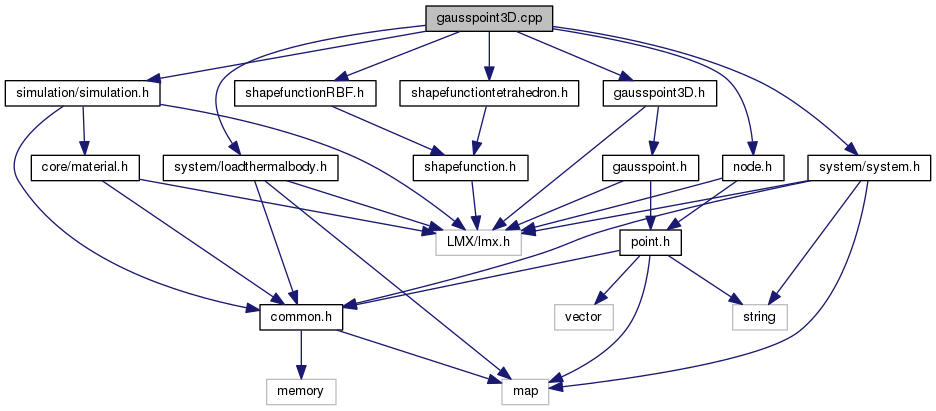 gausspoint3D.cpp
simulation/simulation.h
shapefunctionRBF.h
shapefunctiontetrahedron.h
gausspoint3D.h
core/material.h
system/loadthermalbody.h
shapefunction.h
gausspoint.h
node.h
system/system.h
LMX/lmx.h
point.h
common.h
vector
string
memory
map